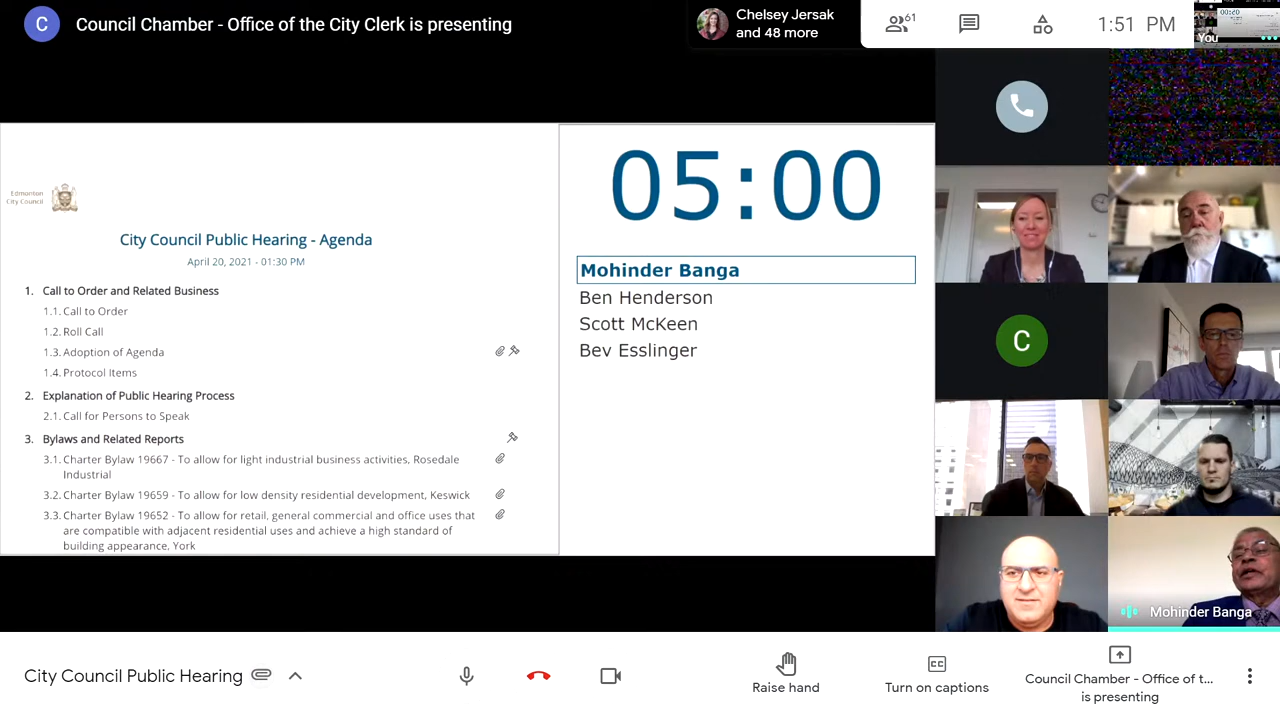 C
Council Chamber - Office of the City Clerk is presenting
Chelsey Jersak
and 48 more
61
1:51 PM
05:00
You
Edmonton
City Council
City Council Public Hearing - Agenda
April 20, 2021 - 01:30 PM
1. Call to Order and Related Business
1.1. Call to Order
1.2. Roll Call
1.3. Adoption of Agenda
1.4. Protocol Items
2. Explanation of Public Hearing Process
2.1. Call for Persons to Speak
3. Bylaws and Related Reports
3.1. Charter Bylaw 19667 - To allow for light industrial business activities, Rosedale
Industrial
3.2. Charter Bylaw 19659 - To allow for low density residential development, Keswick
3.3. Charter Bylaw 19652 - To allow for retail, general commercial and office uses that
are compatible with adjacent residential uses and achieve a high standard of
building appearance, York
05:00
Mohinder Banga
Ben Henderson
Scott McKeen
Bev Esslinger
C
Mohinder Banga
City Council Public Hearing
Raise hand
CC
Turn on captions
Council Chamber - Office of t...
is presenting